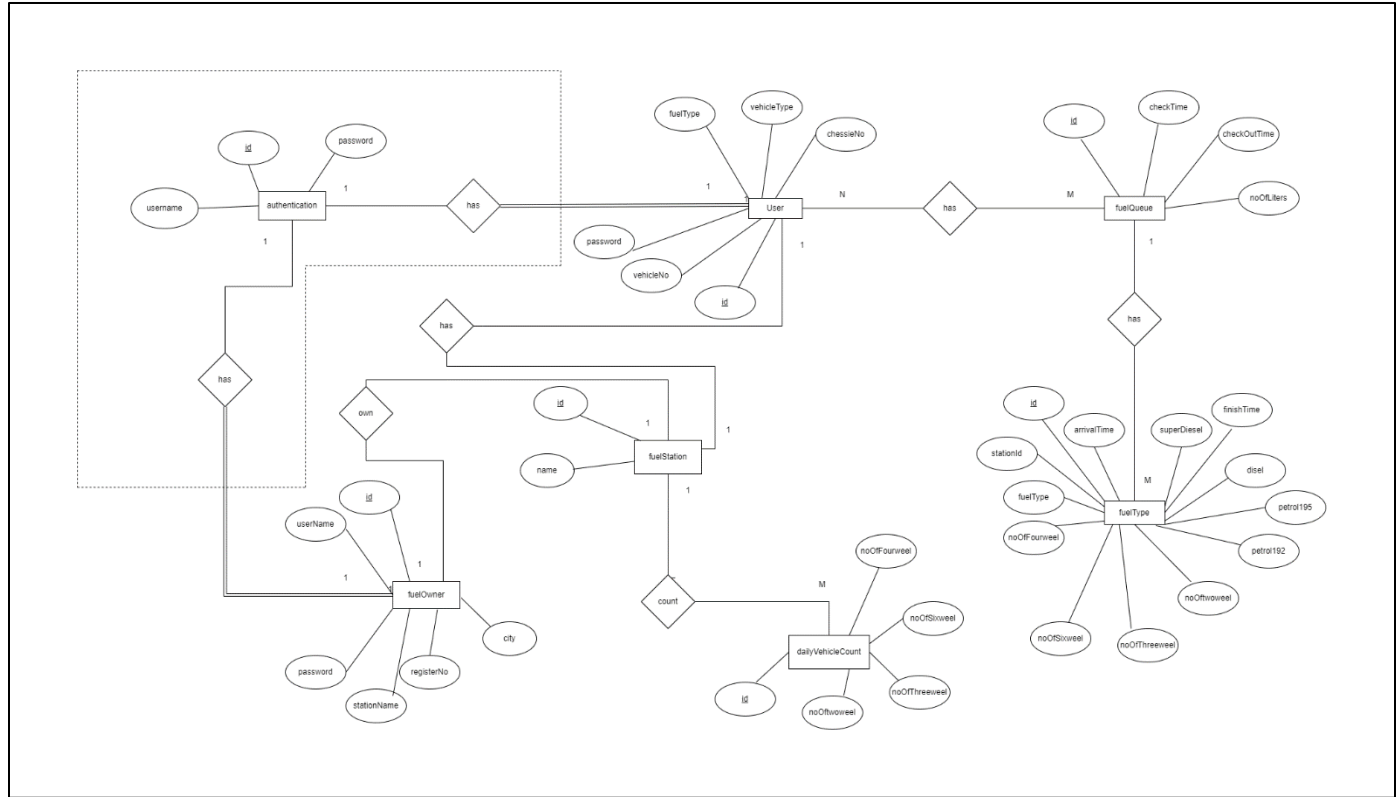 fuelType
vehicleType
chessieNo
id
checkTime
checkOutTime
noOfLiters
id
password
username
authentication
1
has
1
1
User
N
has
M
fuelQueue
1
password
vehicleNo
id
1
1
has
has
has
own
id
name
1
fuelStation
1
1
id
arrivalTime
superDiesel
finishTime
stationId
disel
fuelType
petrol195
noOfFourweel
M
fuelType
petrol192
noOftwoweel
noOfSixweel
noOfThreeweel
id
userName
1
1
fuelOwner
city
password
registerNo
stationName
count
M
noOfFourweel
noOfSixweel
dailyVehicleCount
noOfThreeweel
id
noOftwoweel